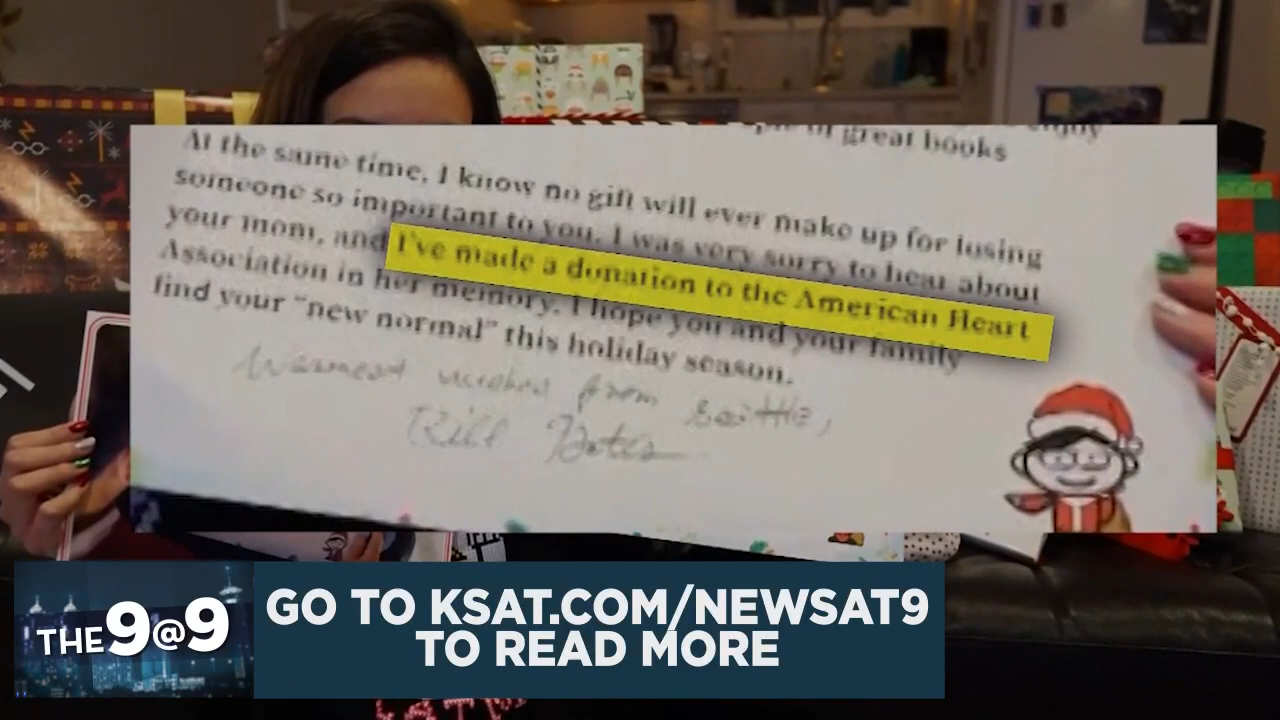 of great books
At the same time, I know no gift will ever make up for losing
someone so important to you. I was very sorry to hear about
your mom, and I've made a donation to the American Heart
Association in her memory. I hope you and your family
find your "new normal" this holiday season.
Warmest wishes from Seattle,
Bill Gates
THE 9@9
GO TO KSAT.COM/NEWSAT9
TO READ MORE